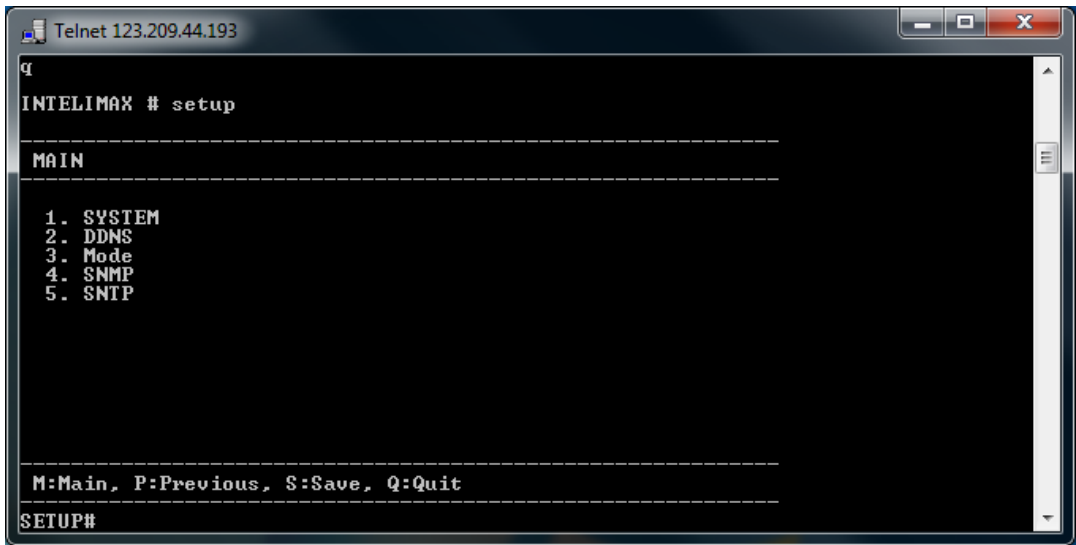 Telnet 123.209.44.193
q
INTELIMAX # setup
MAIN
1. SYSTEM
2. DDNS
3. Mode
4. SNMP
5. SNTP
M:Main, P:Previous, S:Save, Q:Quit
SETUP#